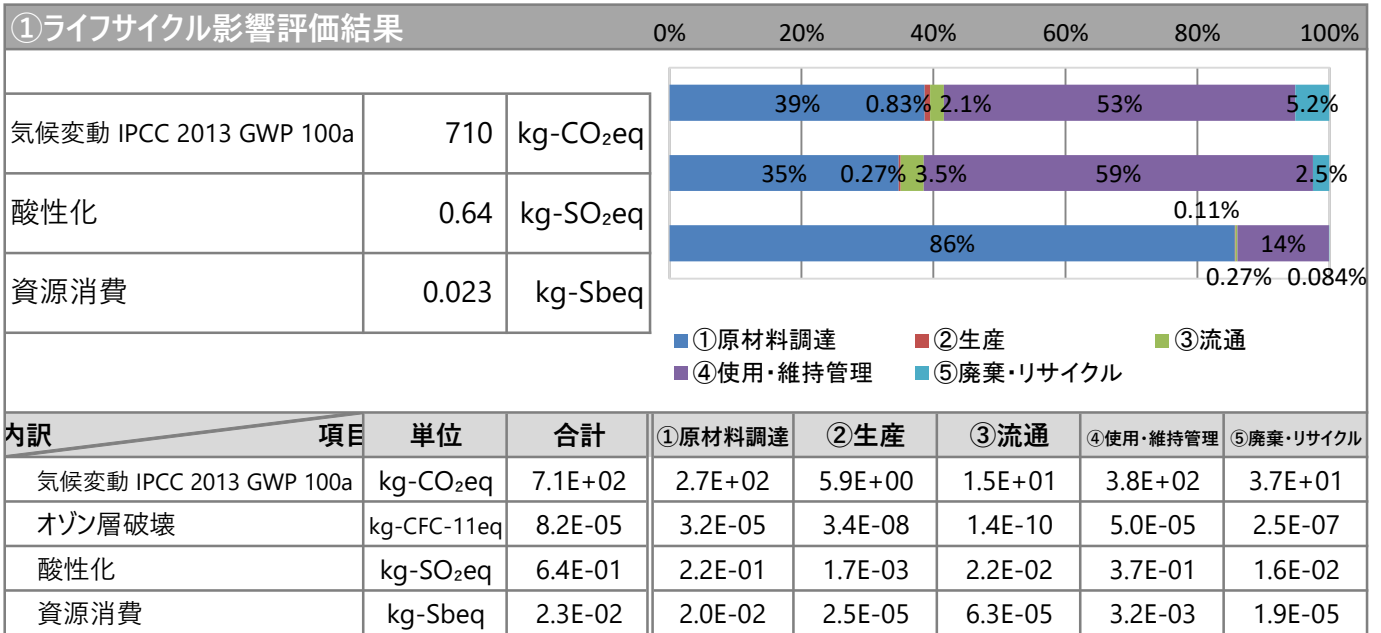 ①ライフサイクル影響評価結果
0% 20% 40% 60% 80% 100%
気候変動 IPCC 2013 GWP 100a 710 kg-CO₂eq
39% 0.83% 2.1% 53% 5.2%
酸性化 0.64 kg-SO₂eq
35% 0.27% 3.5% 59% 2.5%
資源消費 0.023 kg-Sbeq
0.11%
86% 14%
0.27% 0.084%
①原材料調達 ②生産 ③流通
④使用・維持管理 ⑤廃棄・リサイクル
内訳 項目 単位 合計 ①原材料調達 ②生産 ③流通 ④使用・維持管理 ⑤廃棄・リサイクル
気候変動 IPCC 2013 GWP 100a kg-CO₂eq 7.1E+02 2.7E+02 5.9E+00 1.5E+01 3.8E+02 3.7E+01
オゾン層破壊 kg-CFC-11eq 8.2E-05 3.2E-05 3.4E-08 1.4E-10 5.0E-05 2.5E-07
酸性化 kg-SO₂eq 6.4E-01 2.2E-01 1.7E-03 2.2E-02 3.7E-01 1.6E-02
資源消費 kg-Sbeq 2.3E-02 2.0E-02 2.5E-05 6.3E-05 3.2E-03 1.9E-05